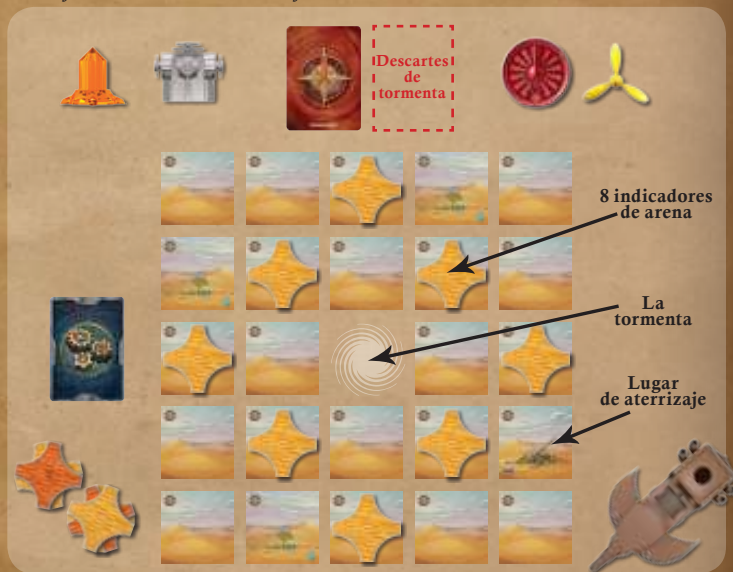 Descartes
de
tormenta
8 indicadores
de arena
La
tormenta
Lugar
de aterrizaje